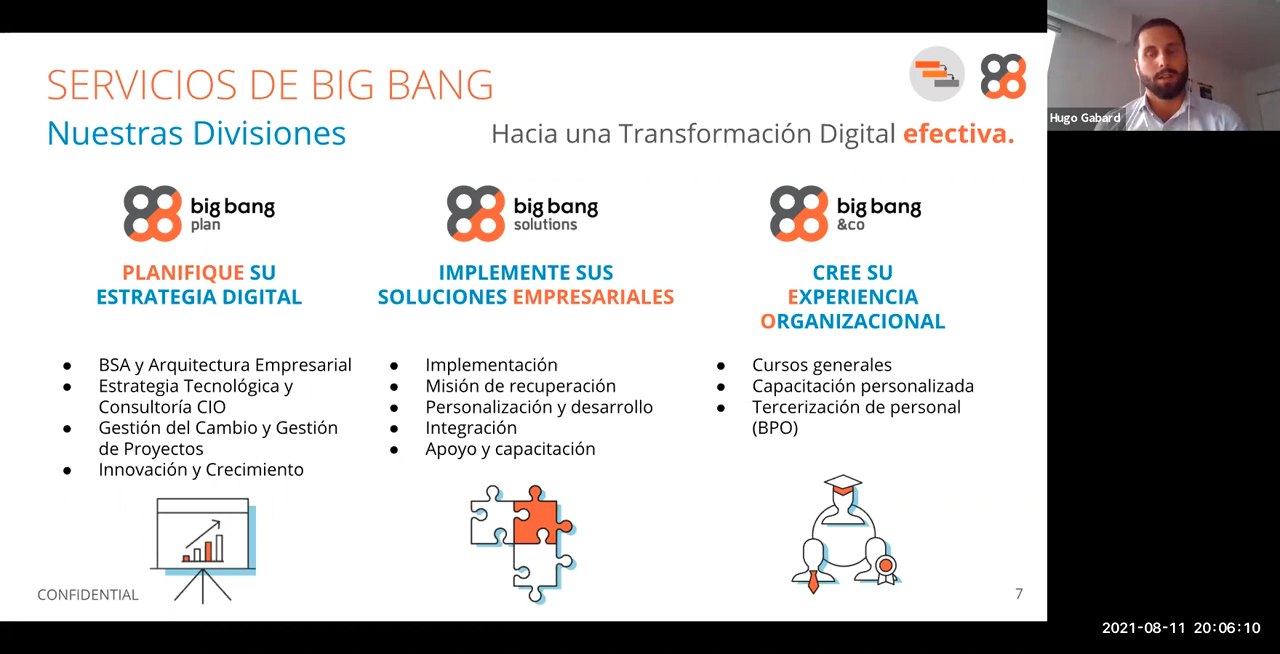 SERVICIOS DE BIG BANG
Nuestras Divisiones
Hacia una Transformación Digital efectiva.
Hugo Gabard
big bang
plan
PLANIFIQUE SU
ESTRATEGIA DIGITAL
● BSA y Arquitectura Empresarial
● Estrategia Tecnológica y
Consultoría CIO
● Gestión del Cambio y Gestión
de Proyectos
● Innovación y Crecimiento
big bang
solutions
IMPLEMENTE SUS
SOLUCIONES EMPRESARIALES
● Implementación
● Misión de recuperación
● Personalización y desarrollo
● Integración
● Apoyo y capacitación
big bang
&co
CREE SU
EXPERIENCIA
ORGANIZACIONAL
● Cursos generales
● Capacitación personalizada
● Tercerización de personal
(BPO)
CONFIDENTIAL
7
2021-08-11 20:06:10